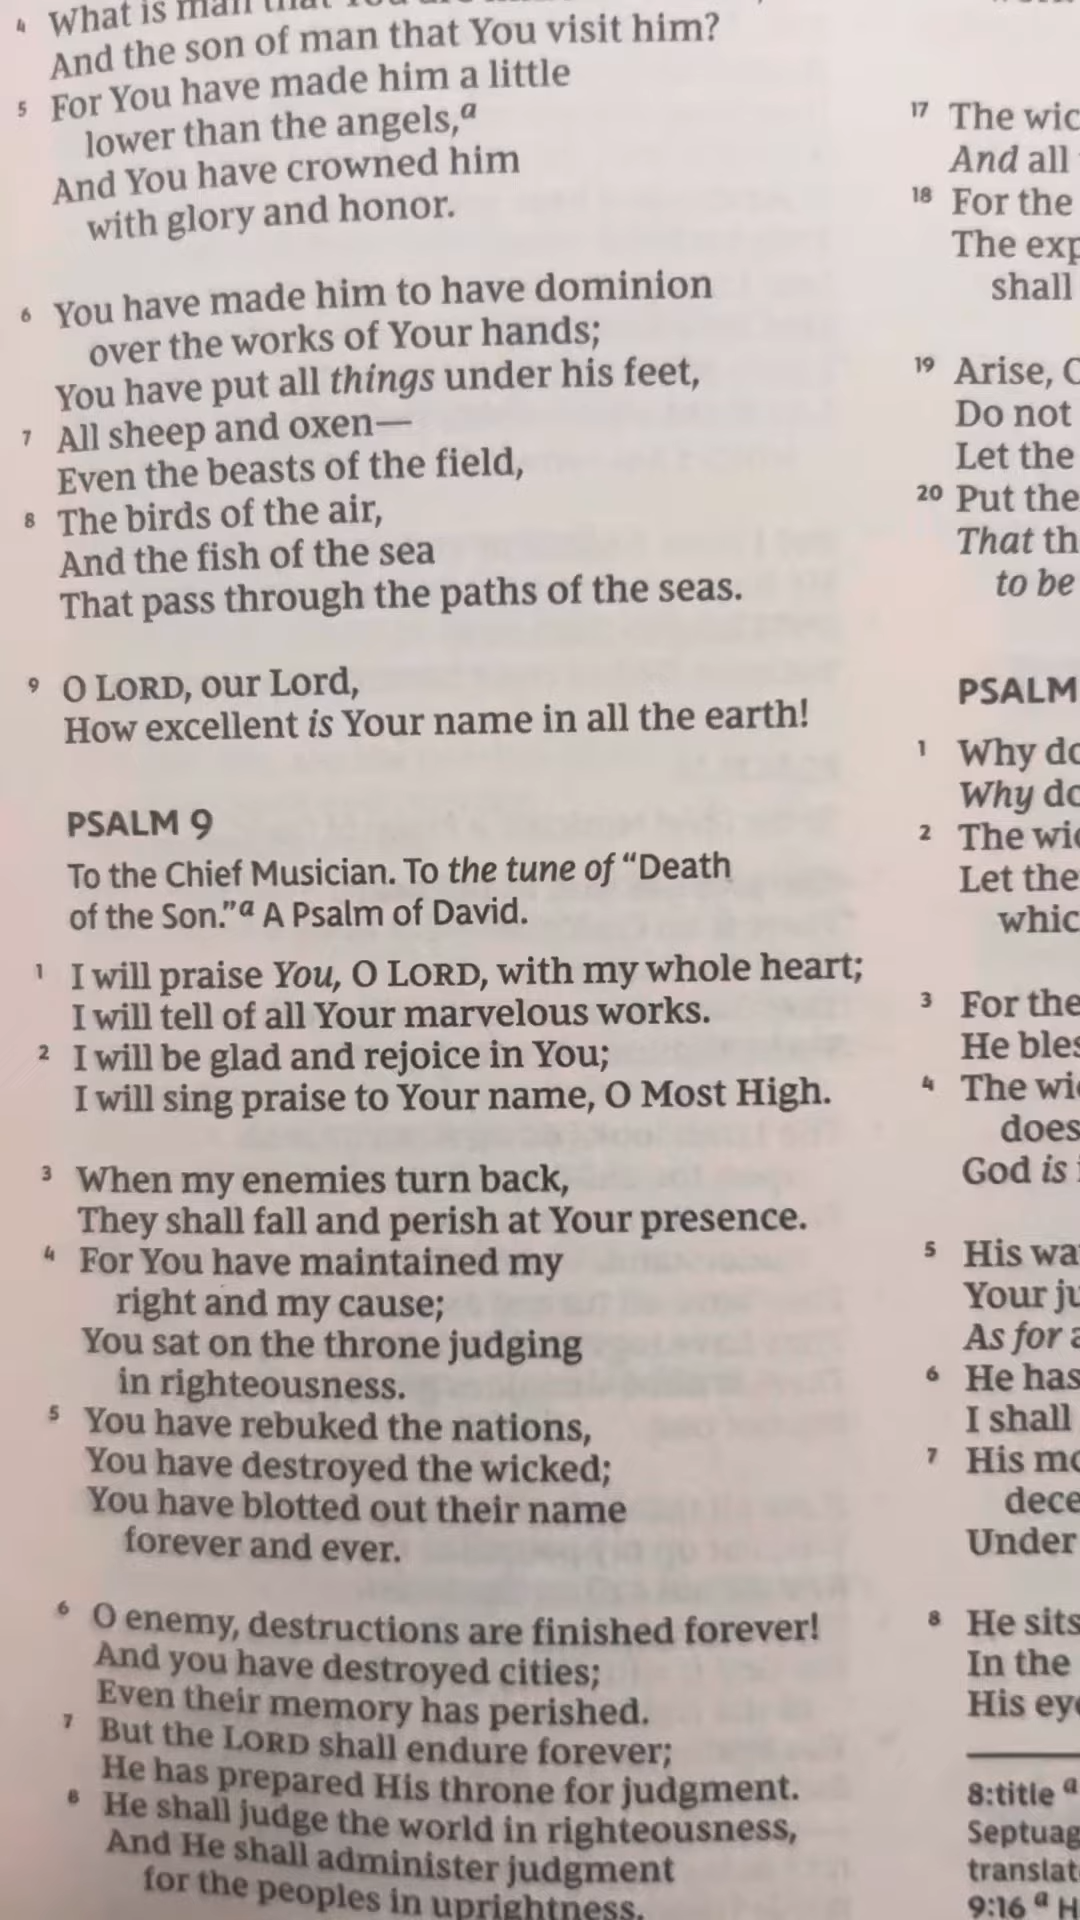 4 What is man that You are
And the son of man that You visit him?
5 For You have made him a little
lower than the angels,a
And You have crowned him
with glory and honor.
6 You have made him to have dominion
over the works of Your hands;
You have put all things under his feet,
7 All sheep and oxen—
Even the beasts of the field,
8 The birds of the air,
And the fish of the sea
That pass through the paths of the seas.
9 O LORD, our Lord,
How excellent is Your name in all the earth!
PSALM 9
To the Chief Musician. To the tune of “Death
of the Son.”a A Psalm of David.
1 I will praise You, O LORD, with my whole heart;
I will tell of all Your marvelous works.
2 I will be glad and rejoice in You;
I will sing praise to Your name, O Most High.
3 When my enemies turn back,
They shall fall and perish at Your presence.
4 For You have maintained my
right and my cause;
You sat on the throne judging
in righteousness.
5 You have rebuked the nations,
You have destroyed the wicked;
You have blotted out their name
forever and ever.
6 O enemy, destructions are finished forever!
And you have destroyed cities;
Even their memory has perished.
7 But the LORD shall endure forever;
He has prepared His throne for judgment.
8 He shall judge the world in righteousness,
And He shall administer judgment
for the peoples in uprightness.
17 The wic
And all
18 For the
The exp
shall
19 Arise, O
Do not
Let the
20 Put the
That th
to be
PSALM
1 Why do
Why do
2 The wic
Let the
whic
3 For the
He bles
4 The wic
does
God is
5 His wa
Your ju
As for a
6 He has
I shall
7 His mo
dece
Under
8 He sits
In the
His eye
8:title a
Septuag
translat
9:16 a H